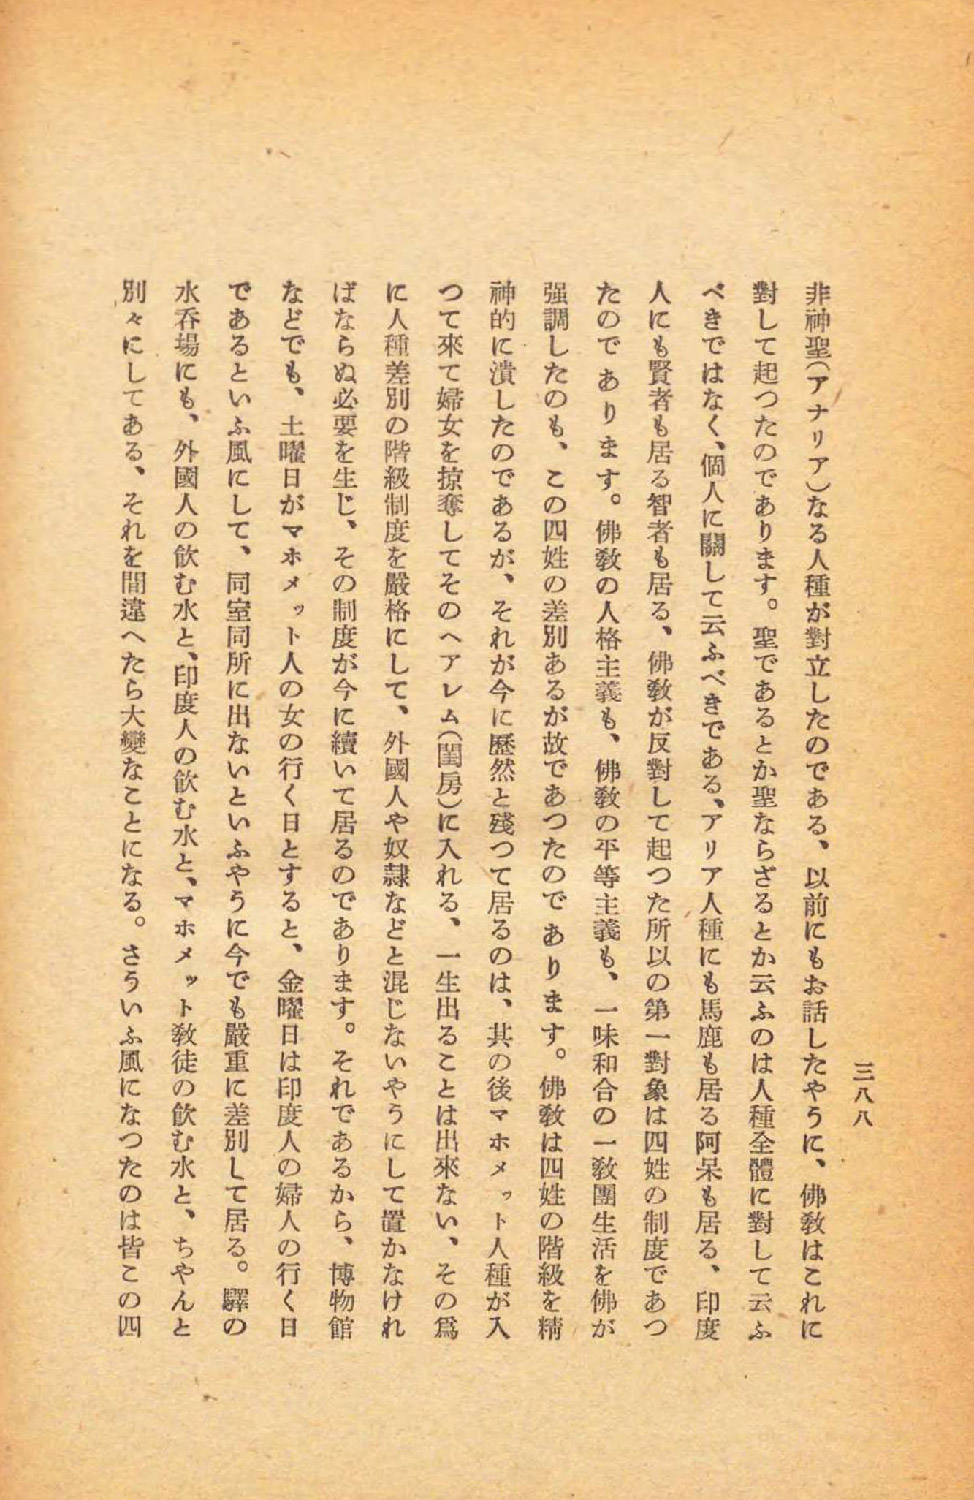 三八八
非神聖(アナリア)なる人種が對立したのである、以前にもお話したやうに、佛敎はこれに
對して起つたのであります。聖であるとか聖ならざるとか云ふのは人種全體に對して云ふ
べきではなく、個人に關して云ふべきである、アリア人種にも馬鹿も居る阿呆も居る、印度
人にも賢者も居る智者も居る、佛敎が反對して起つた所以の第一對象は四姓の制度であつ
たのであります。佛敎の人格主義も、佛敎の平等主義も、一味和合の一敎團生活を佛が
强調したのも、この四姓の差別あるが故であつたのであります。佛敎は四姓の階級を精
神的に潰したのであるが、それが今に歷然と殘つて居るのは、其の後マホメット人種が入
つて來て婦女を掠奪してそのヘアレム(閨房)に入れる、一生出ることは出來ない、その爲
に人種差別の階級制度を嚴格にして、外國人や奴隷などと混じないやうにして置かなけれ
ばならぬ必要を生じ、その制度が今に續いて居るのであります。それであるから、博物館
などでも、土曜日がマホメット人の女の行く日とすると、金曜日は印度人の婦人の行く日
であるといふ風にして、同室同所に出ないといふやうに今でも嚴重に差別して居る。驛の
水呑場にも、外國人の飮む水と、印度人の飮む水と、マホメット敎徒の飮む水と、ちやんと
別々にしてある、それを間違へたら大變なことになる。さういふ風になつたのは皆この四